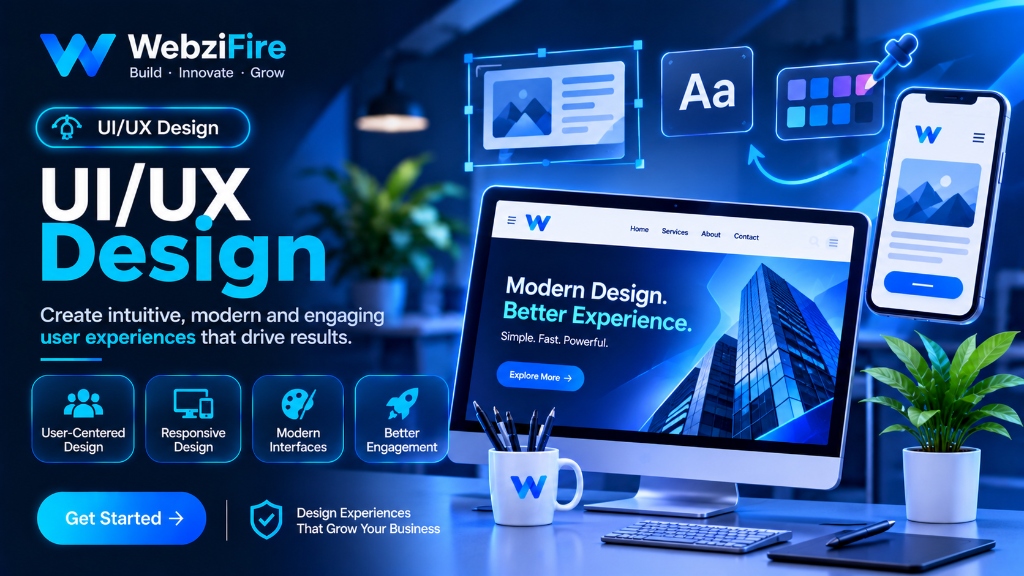 WebziFire
Build · Innovate · Grow
UI/UX Design
UI/UX
Design
Create intuitive, modern and engaging
user experiences that drive results.
User-Centered
Design
Responsive
Design
Modern
Interfaces
Better
Engagement
Get Started →
Design Experiences
That Grow Your Business
Aa
W
Home Services About Contact
Modern Design.
Better Experience.
Simple. Fast. Powerful.
Explore More →
W
W